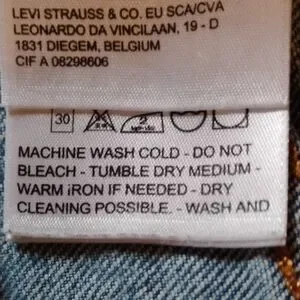 LEVI STRAUSS & CO. EU SCA/CVA
LEONARDO DA VINCILAAN, 19 - D
1831 DIEGEM, BELGIUM
CIF A 08298606
30
MACHINE WASH COLD - DO NOT
BLEACH - TUMBLE DRY MEDIUM -
WARM IRON IF NEEDED - DRY
CLEANING POSSIBLE. - WASH AND